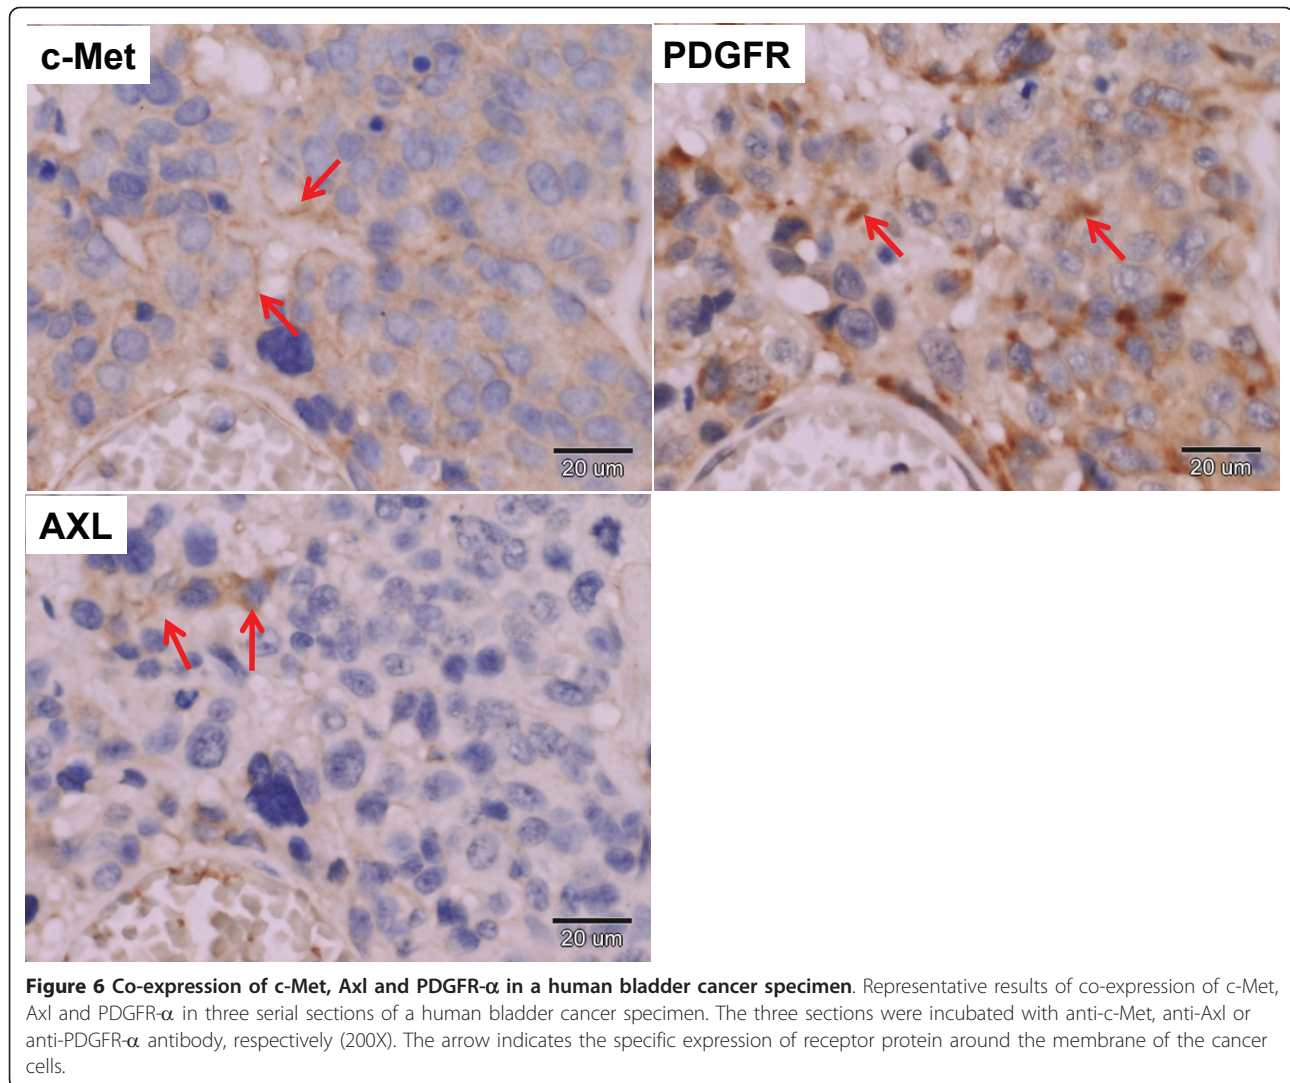 c-Met
PDGFR
20 um
20 um
AXL
20 um
Figure 6 Co-expression of c-Met, Axl and PDGFR-α in a human bladder cancer specimen. Representative results of co-expression of c-Met,
Axl and PDGFR-α in three serial sections of a human bladder cancer specimen. The three sections were incubated with anti-c-Met, anti-Axl or
anti-PDGFR-α antibody, respectively (200X). The arrow indicates the specific expression of receptor protein around the membrane of the cancer
cells.